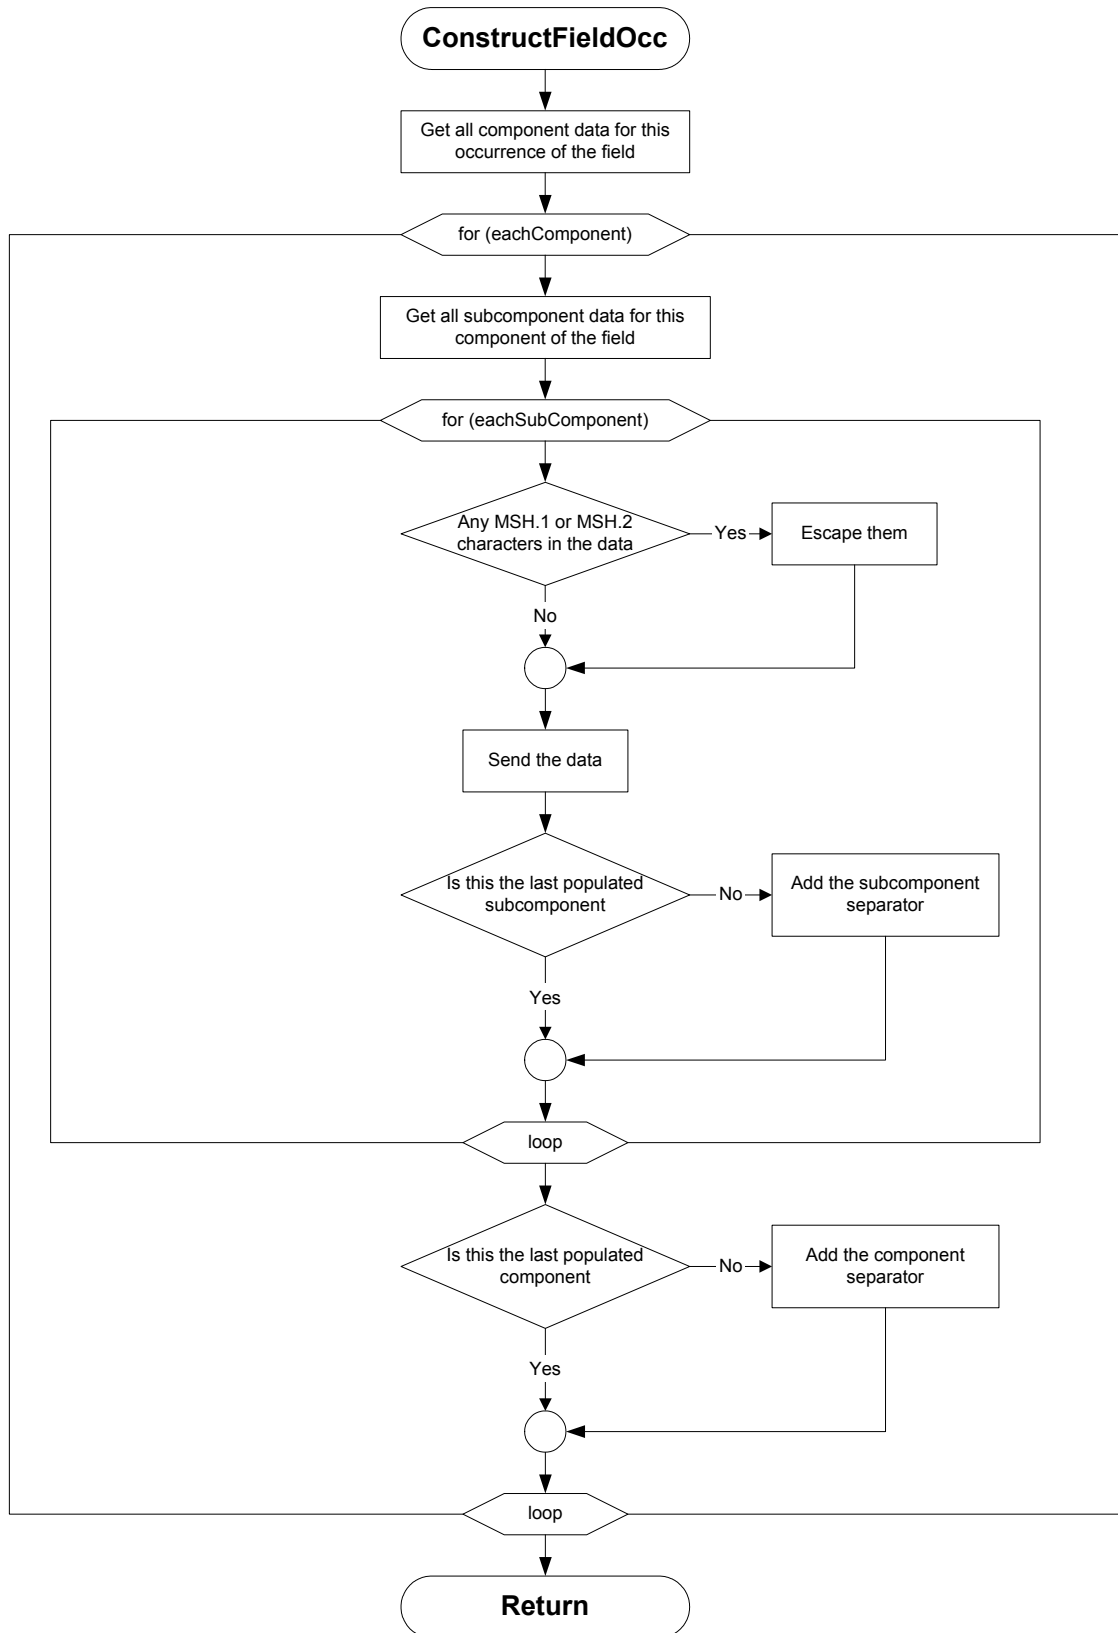 ConstructFieldOcc
Get all component data for this
occurrence of the field
for (eachComponent)
Get all subcomponent data for this
component of the field
for (eachSubComponent)
Any MSH.1 or MSH.2
characters in the data
Yes
Escape them
No
Send the data
Is this the last populated
subcomponent
No
Add the subcomponent
separator
Yes
loop
Is this the last populated
component
No
Add the component
separator
Yes
loop
Return